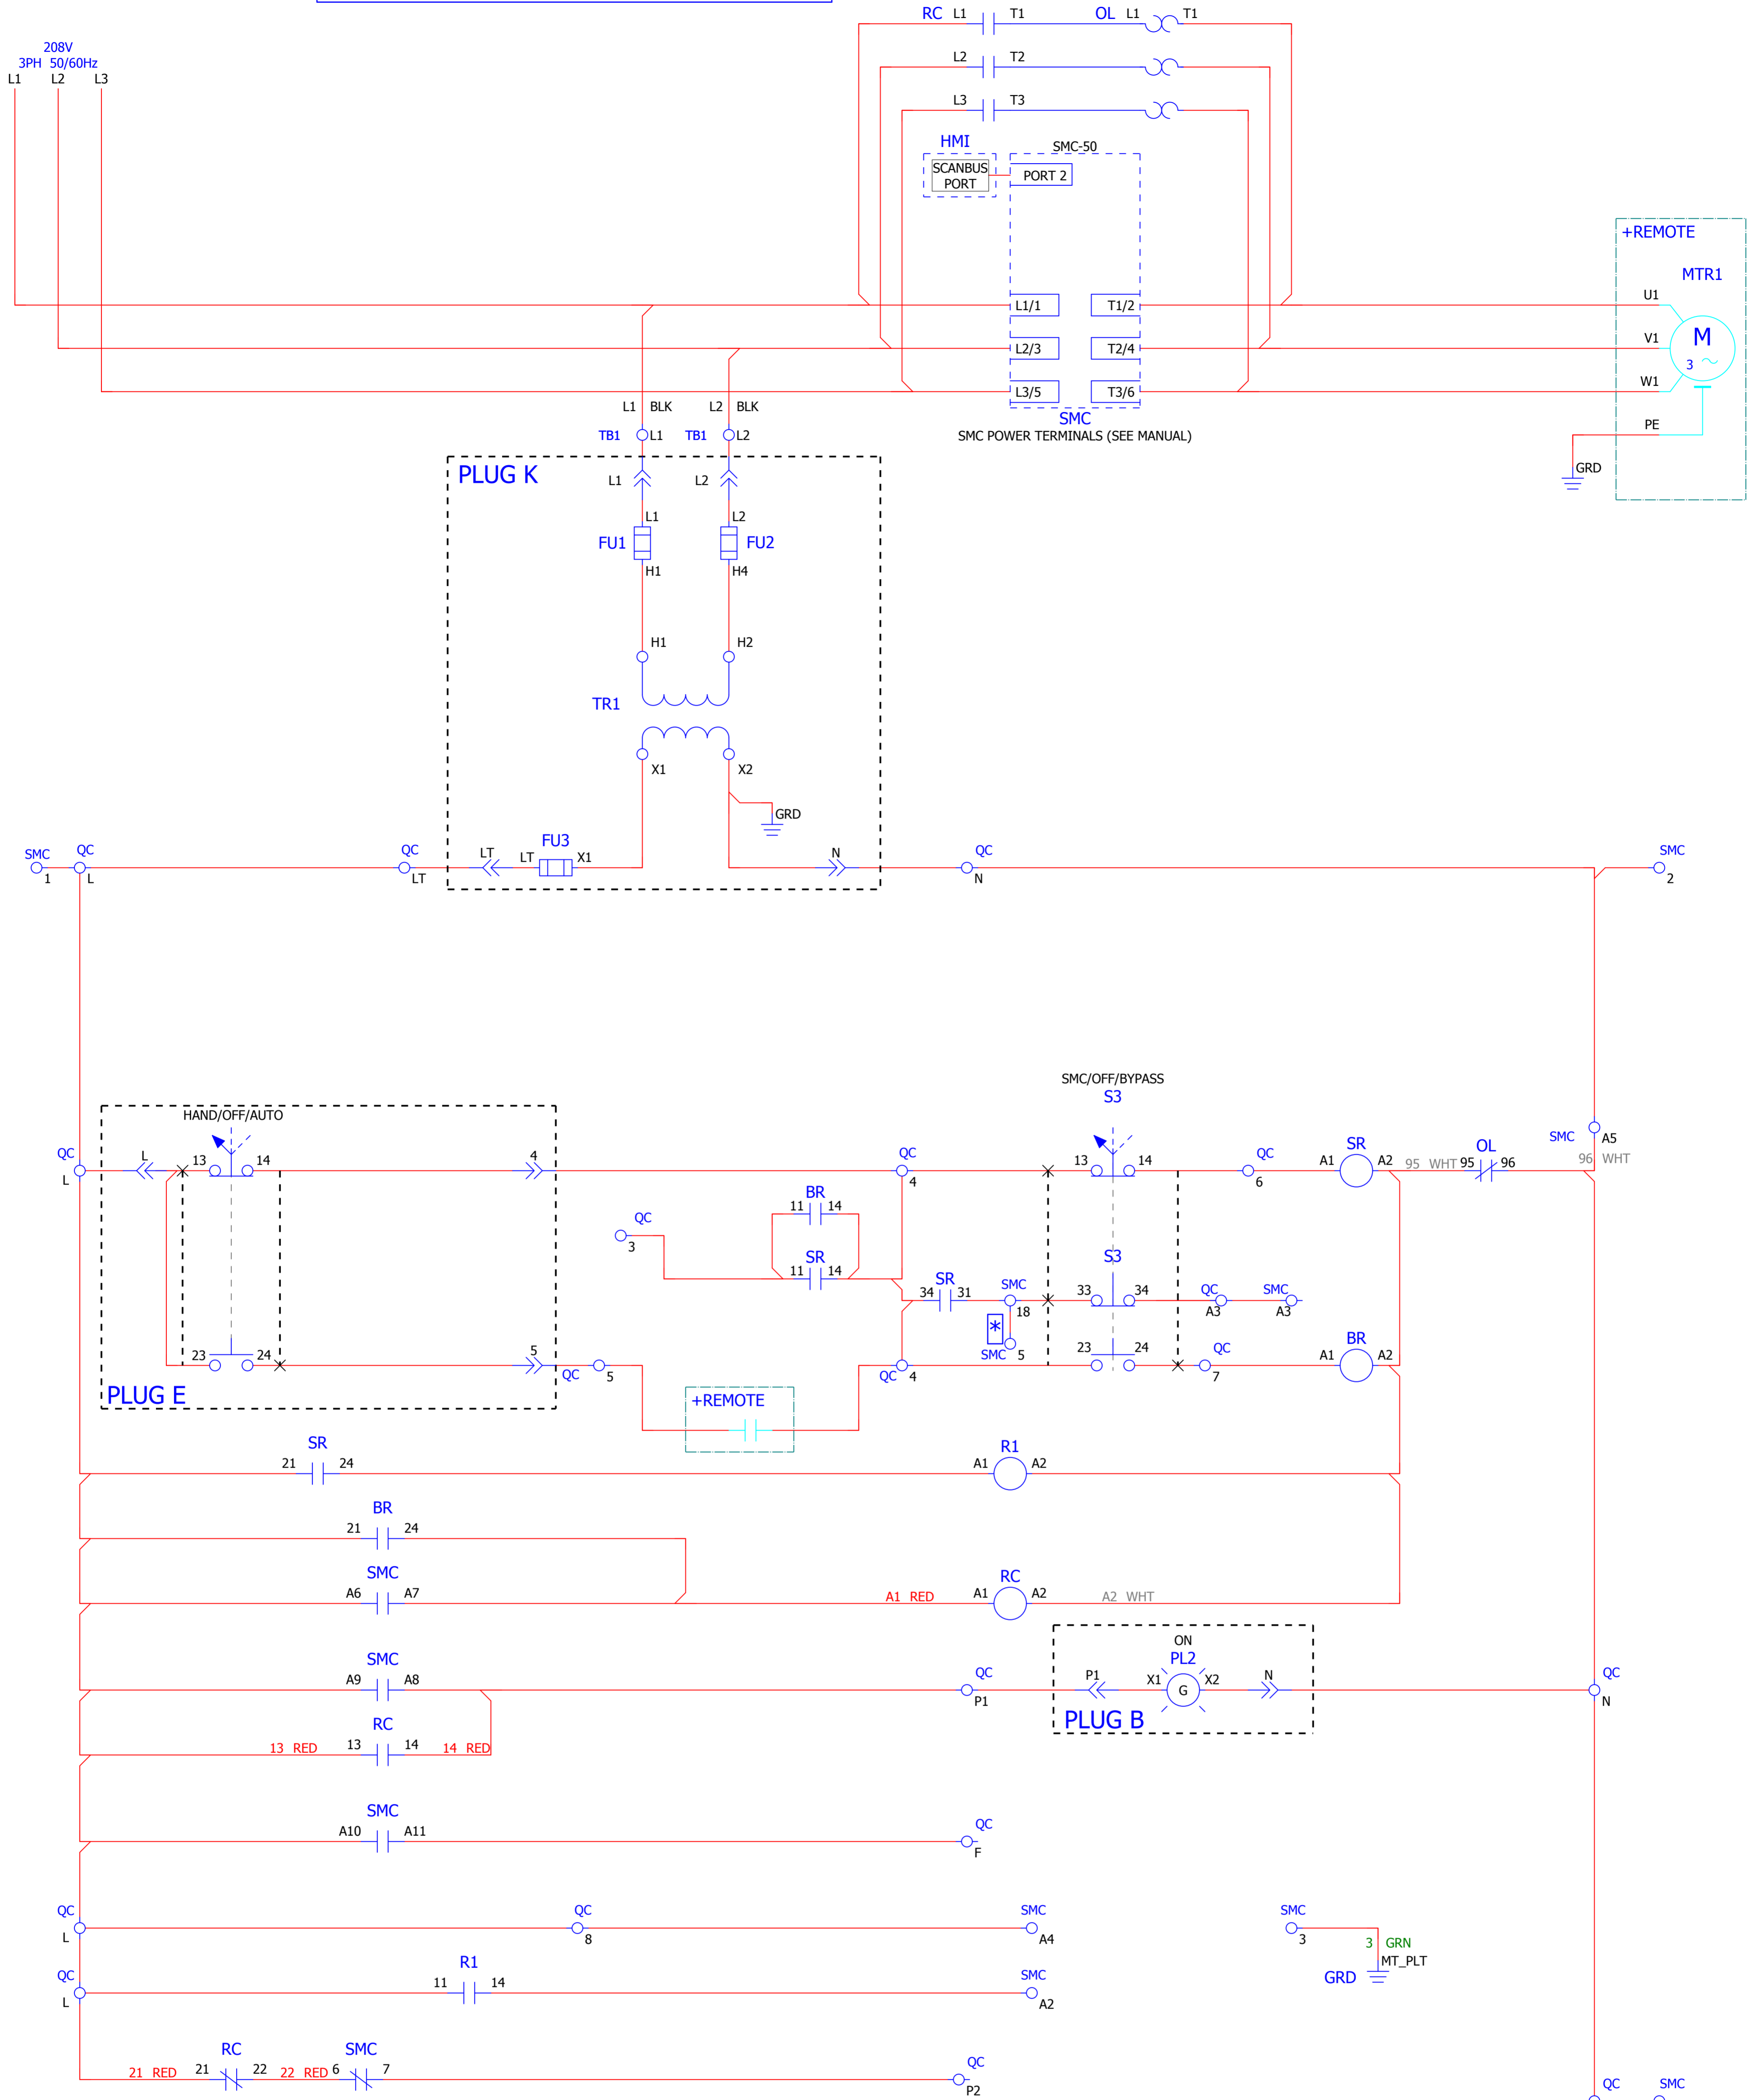 RC L1 T1 OL L1 T1
208V
3PH 50/60Hz
L1 L2 L3
L2 T2
L3 T3
HMI
SMC-50
SCANBUS
PORT
PORT 2
+REMOTE
MTR1
U1
L1/1 T1/2
V1
M
3
L2/3 T2/4
W1
L3/5 T3/6
L1 BLK L2 BLK
SMC
SMC POWER TERMINALS (SEE MANUAL)
PE
TB1 L1 TB1 L2
GRD
PLUG K
L1 L2
L1 L2
FU1 FU2
H1 H4
H1 H2
TR1
X1 X2
GRD
SMC QC QC FU3 QC SMC
LT LT X1 N
1 L LT N 2
SMC/OFF/BYPASS
S3
HAND/OFF/AUTO
QC L 13 14 4 QC 13 14 QC SR OL SMC A5
A1 A2 95 WHT 95 96 96 WHT
L 4 6
BR
11 14
QC
3
SR
11 14
S3
SR SMC
34 31 33 34 QC SMC
18 A3 A3
*
SMC 5
23 24 5 QC 5 QC 4 23 24 QC 7 BR A1 A2
PLUG E
+REMOTE
SR R1
21 24 A1 A2
BR
21 24
SMC RC
A6 A7 A1 RED A1 A2 A2 WHT
ON
SMC PL2
A9 A8 QC P1 X1 G X2 N QC
P1 N
PLUG B
RC
13 RED 13 14 14 RED
SMC
A10 A11 QC
F
QC QC SMC SMC
L 8 A4 3
3 GRN
MT_PLT
GRD
QC R1 SMC
11 14
L A2
RC SMC
21 RED 21 22 22 RED 6 7 QC
P2
QC SMC